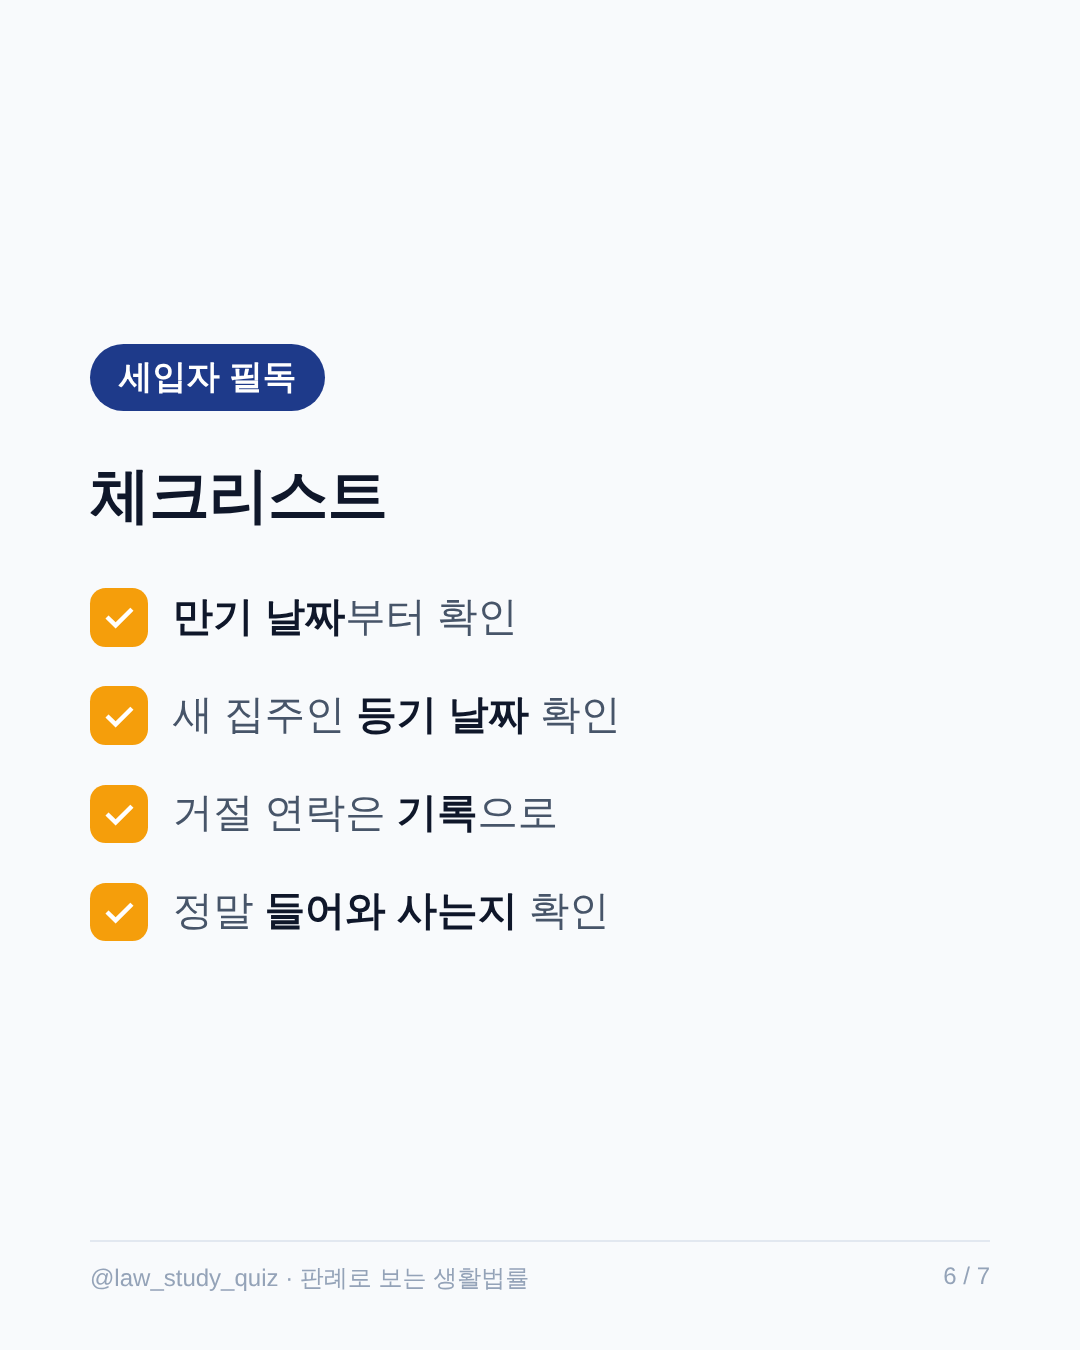 세입자 필독
체크리스트
만기 날짜부터 확인
새 집주인 등기 날짜 확인
거절 연락은 기록으로
정말 들어와 사는지 확인
@law_study_quiz · 판례로 보는 생활법률
6 / 7